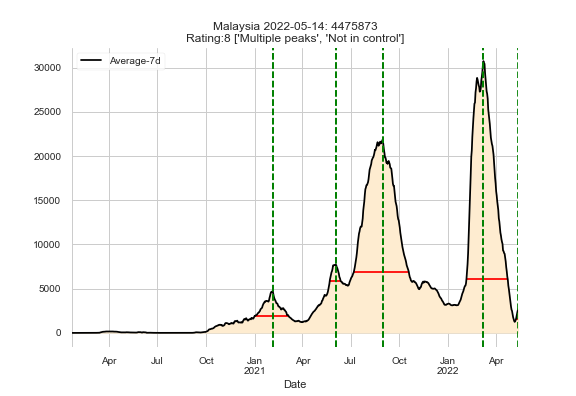 Malaysia 2022-05-14: 4475873
Rating:8 ['Multiple peaks', 'Not in control']
Average-7d
30000
25000
20000
15000
10000
5000
0
Apr Jul Oct Jan Apr Jul Oct Jan Apr
2021 2022
Date